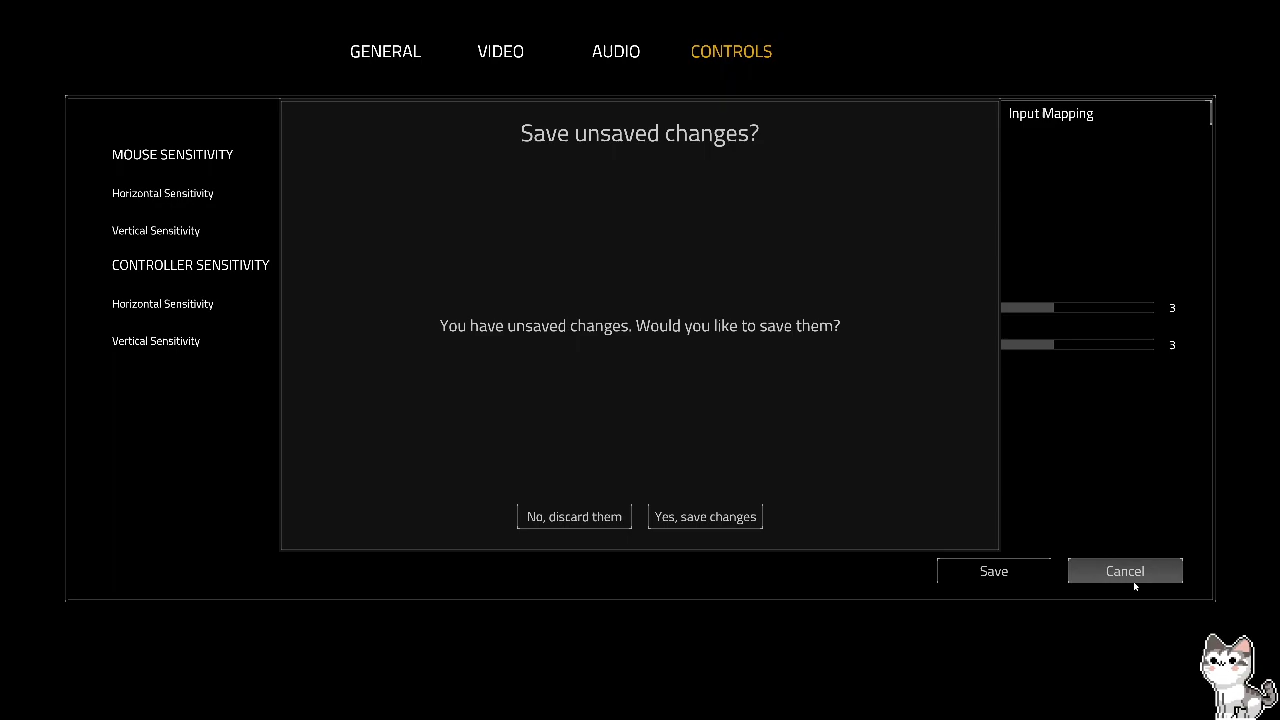 GENERAL VIDEO AUDIO CONTROLS
Save unsaved changes?
Input Mapping
MOUSE SENSITIVITY
Horizontal Sensitivity
Vertical Sensitivity
CONTROLLER SENSITIVITY
Horizontal Sensitivity
3
Vertical Sensitivity
3
You have unsaved changes. Would you like to save them?
No, discard them
Yes, save changes
Save
Cancel